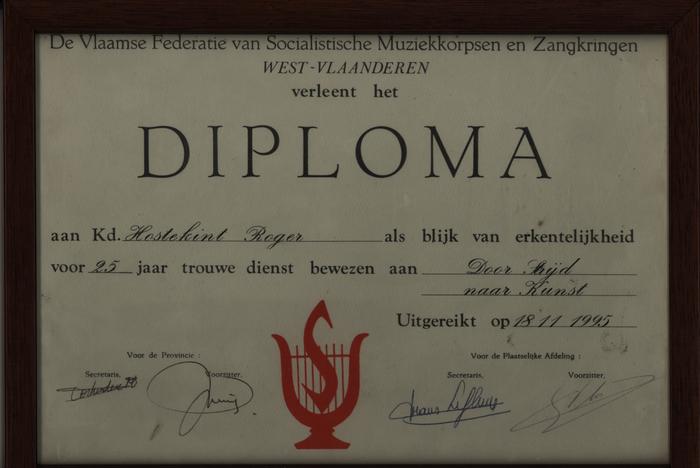 De Vlaamse Federatie van Socialistische Muziekkorpsen en Zangkringen
WEST-VLAANDEREN
verleent het
DIPLOMA
aan Kd. Hostekint Roger als blijk van erkentelijkheid
voor 25 jaar trouwe dienst bewezen aan Door Strijd
naar Kunst
Uitgereikt op 18 11 1995
Voor de Provincie :
Secretaris, Voorzitter,
Voor de Plaatselijke Afdeling :
Secretaris, Voorzitter,
S